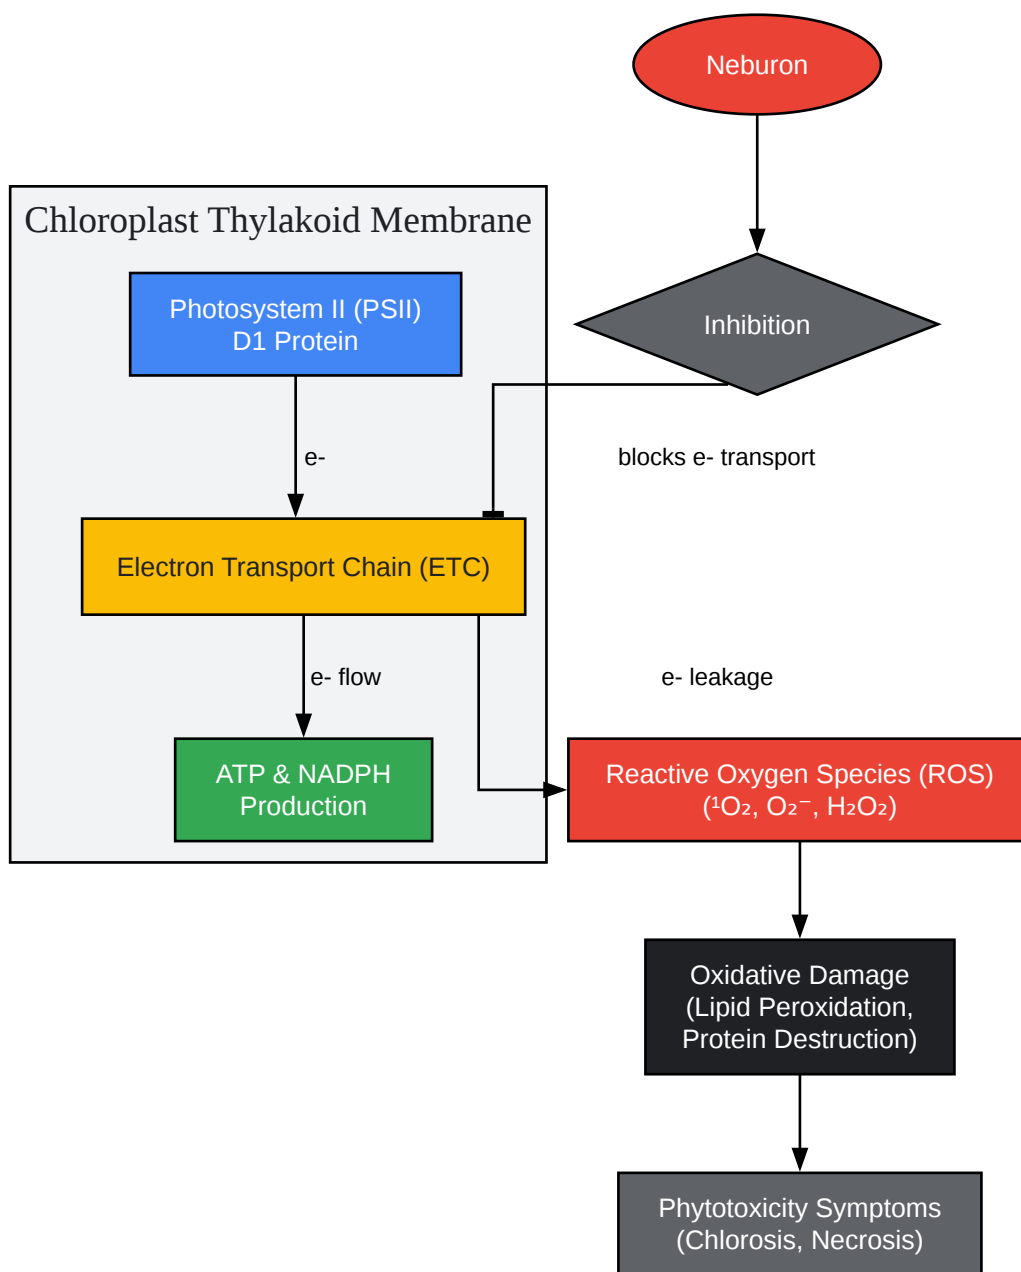 Neburon
Chloroplast Thylakoid Membrane
Photosystem II (PSII)
D1 Protein
Inhibition
e-
blocks e- transport
Electron Transport Chain (ETC)
e- flow
e- leakage
ATP & NADPH
Production
Reactive Oxygen Species (ROS)
(¹O₂, O₂⁻, H₂O₂)
Oxidative Damage
(Lipid Peroxidation,
Protein Destruction)
Phytotoxicity Symptoms
(Chlorosis, Necrosis)